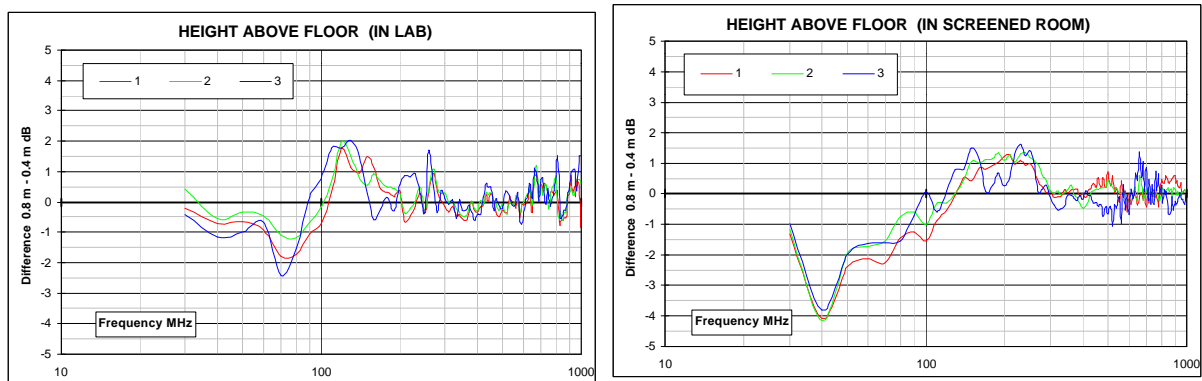 HEIGHT ABOVE FLOOR (IN LAB)
5
4
3
2
1
0
-1
-2
-3
-4
-5
Difference 0.8 m - 0.4 m dB
1 2 3
Frequency MHz
10 100 1000
HEIGHT ABOVE FLOOR (IN SCREENED ROOM)
5
4
3
2
1
0
-1
-2
-3
-4
-5
Difference 0.8 m - 0.4 m dB
1 2 3
Frequency MHz
10 100 1000